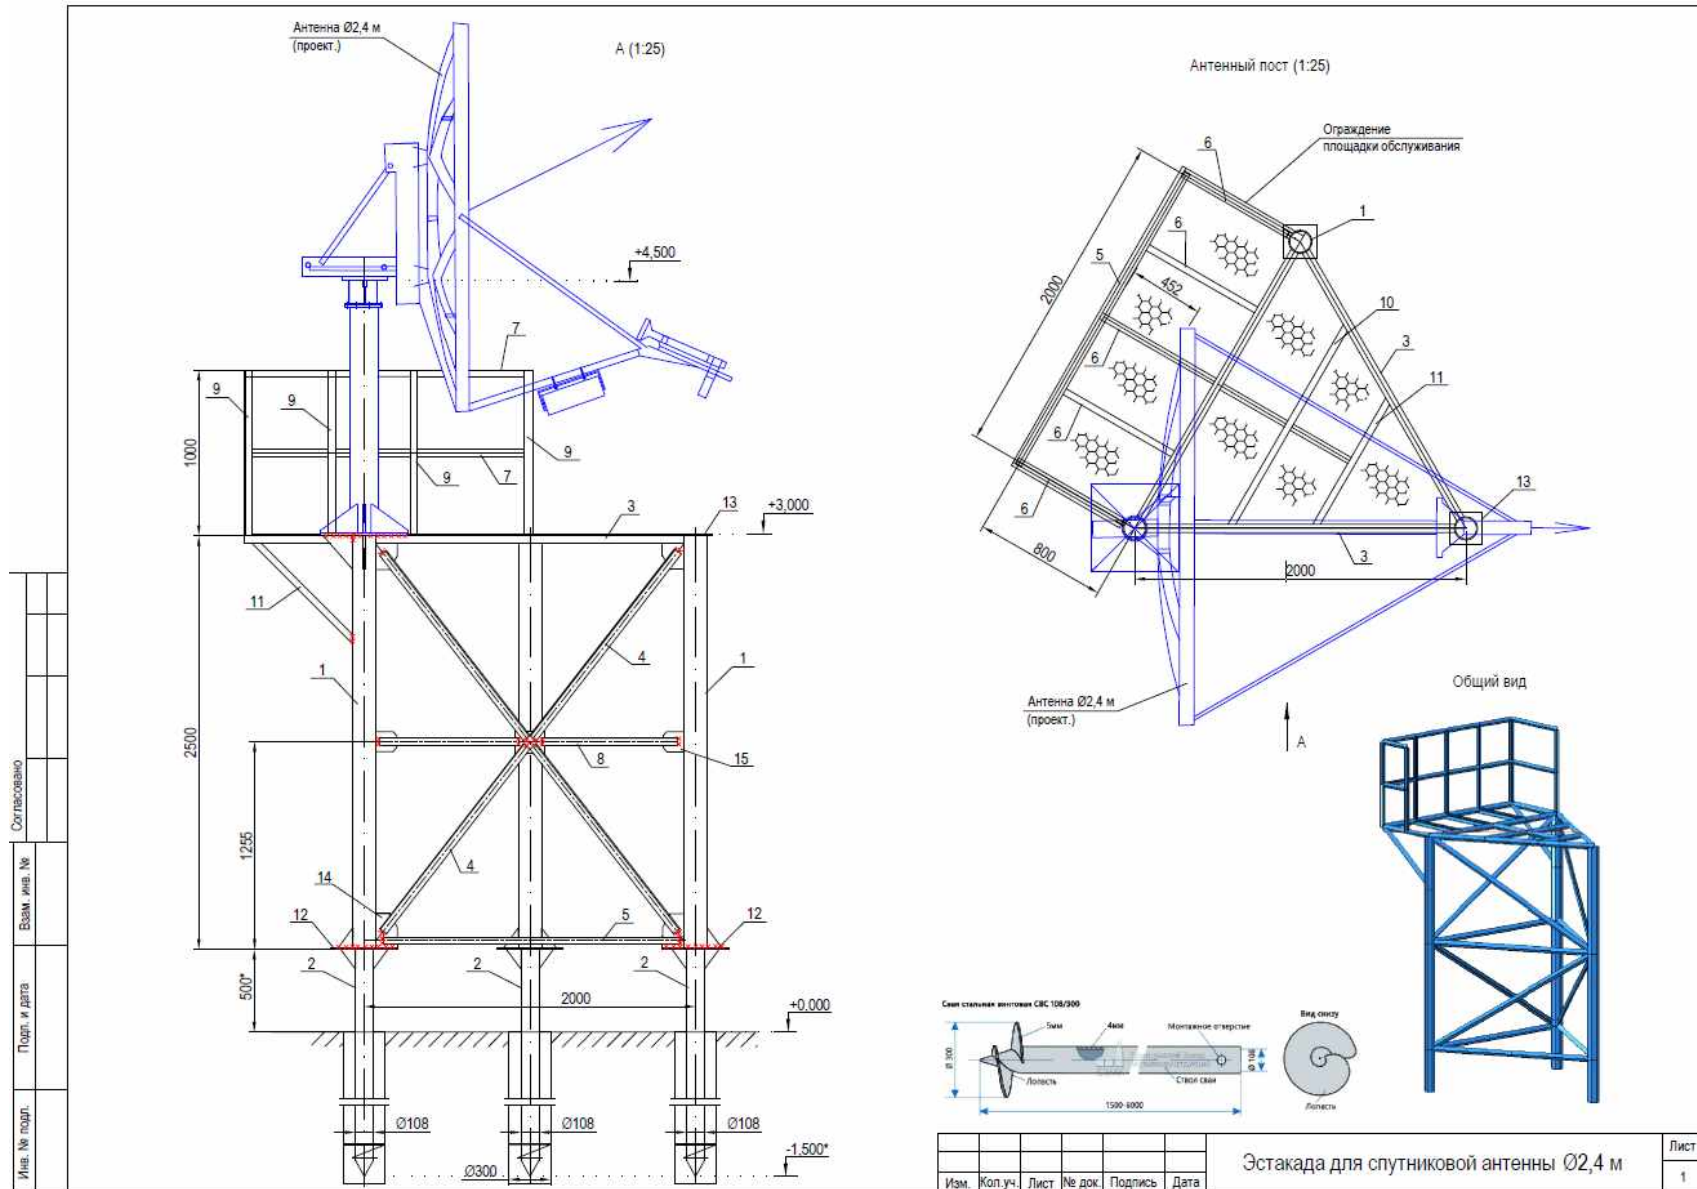 Антенна Ø2,4 м
(проект.)
А (1:25)
+4,500
7
9
9
9
9
7
1000
3
13
+3,000
11
4
1
1
2500
8
15
1255
4
14
12
5
12
2
2
2
500*
2000
+0,000
Ø108
Ø108
Ø108
Ø300
-1,500*
Антенный пост (1:25)
Ограждение
площадки обслуживания
6
1
6
5
2000
452
10
3
6
11
6
13
6
3
800
2000
Антенна Ø2,4 м
(проект.)
А
Общий вид
Свая стальная винтовая СВС 108/300
5мм
4мм
Монтажное отверстие
Вид снизу
Ø 300
Ø 108
Лопасть
Ствол сваи
1500-6000
Лопасть
Согласовано
Взам. инв. №
Подп. и дата
Инв. № подл.
Изм.
Кол.уч.
Лист
№ док.
Подпись
Дата
Эстакада для спутниковой антенны Ø2,4 м
Лист
1